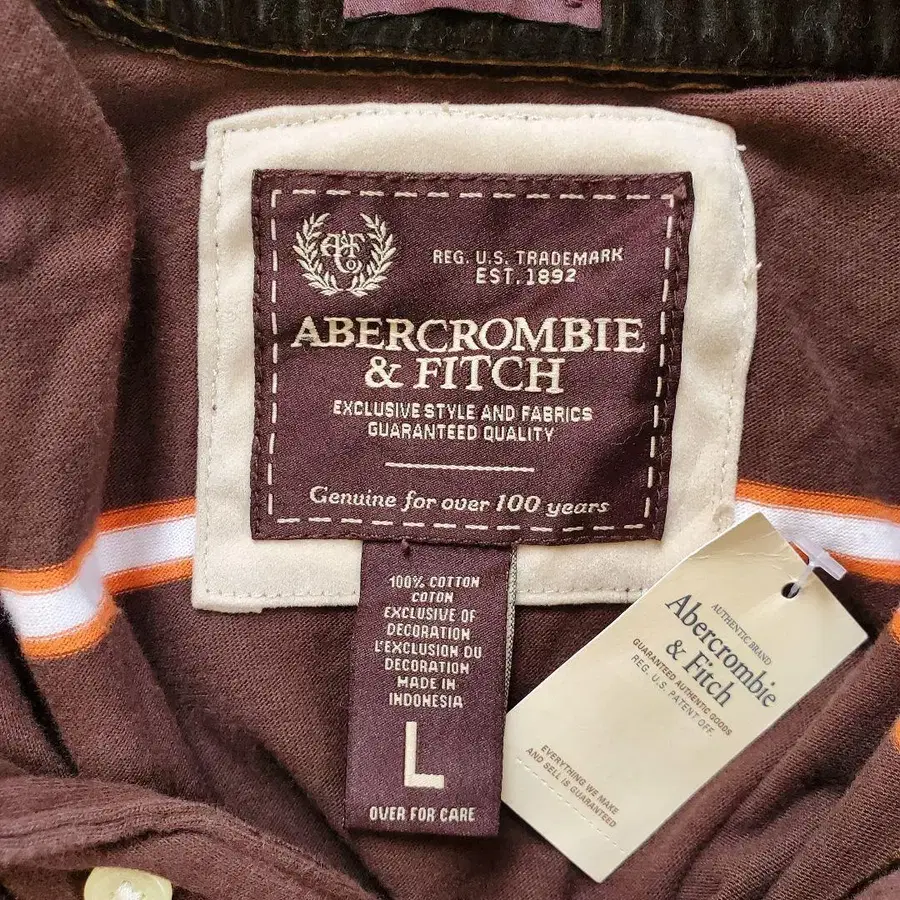 A&F
Co
REG. U.S. TRADEMARK
EST. 1892
ABERCROMBIE
& FITCH
EXCLUSIVE STYLE AND FABRICS
GUARANTEED QUALITY
Genuine for over 100 years
100% COTTON
COTON
EXCLUSIVE OF
DECORATION
L'EXCLUSION DU
DECORATION
MADE IN
INDONESIA
L
OVER FOR CARE
AUTHENTIC BRAND
Abercrombie
& Fitch
GUARANTEED AUTHENTIC GOODS
REG. U.S. PATENT OFF.
EVERYTHING WE MAKE
AND SELL IS GUARANTEED